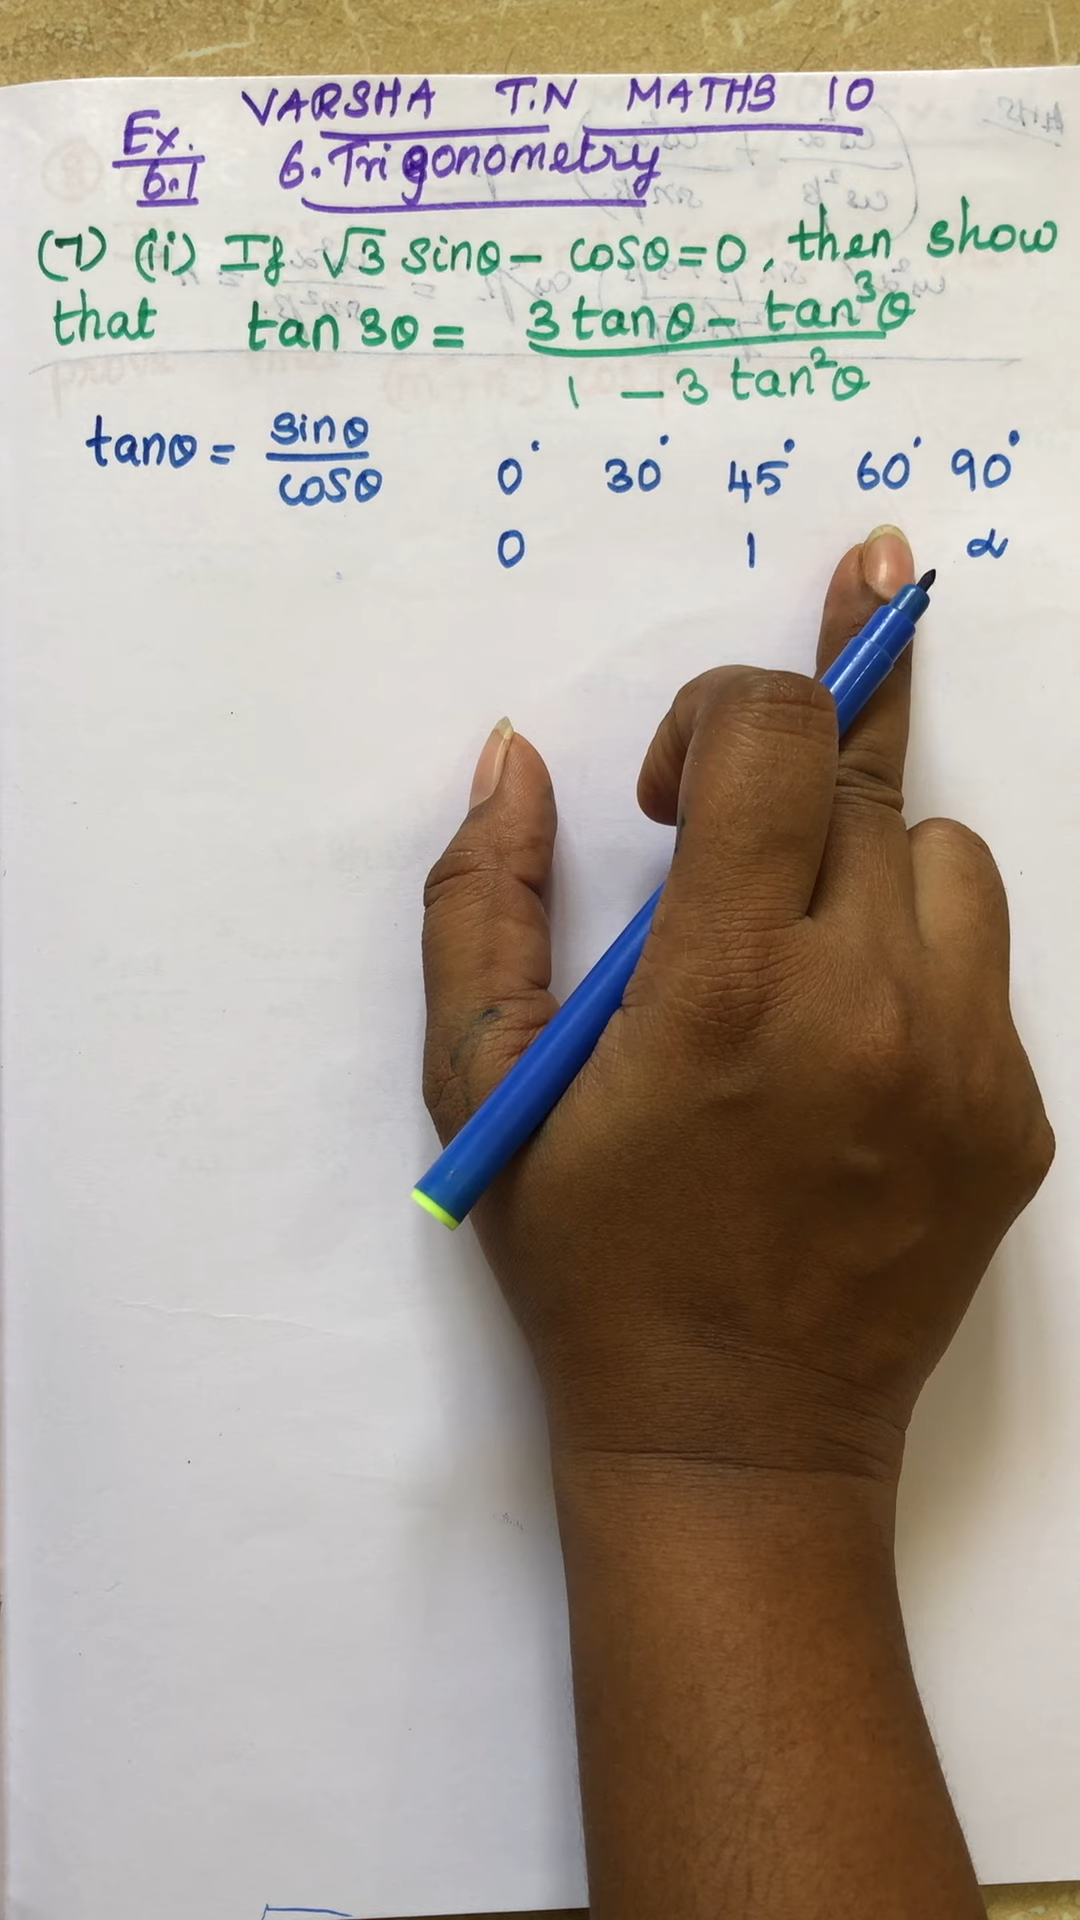 VARSHA T.N MATHS 10
Ex. 6.1
6. Trigonometry
(7) (ii) If √3 sinθ - cosθ = 0, then show
that tan 3θ = (3 tanθ - tan³θ) / (1 - 3 tan²θ)
tanθ = sinθ / cosθ 0° 30° 45° 60° 90°
0 1 α